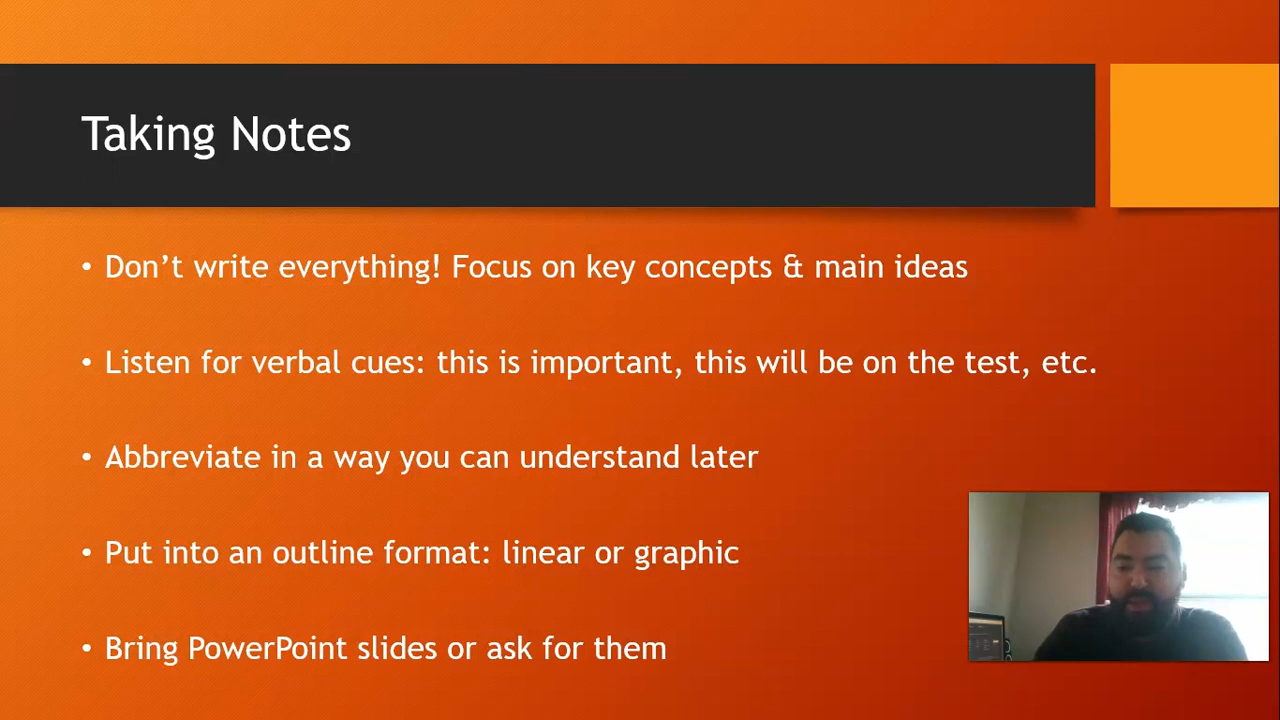 Taking Notes
• Don’t write everything! Focus on key concepts & main ideas
• Listen for verbal cues: this is important, this will be on the test, etc.
• Abbreviate in a way you can understand later
• Put into an outline format: linear or graphic
• Bring PowerPoint slides or ask for them